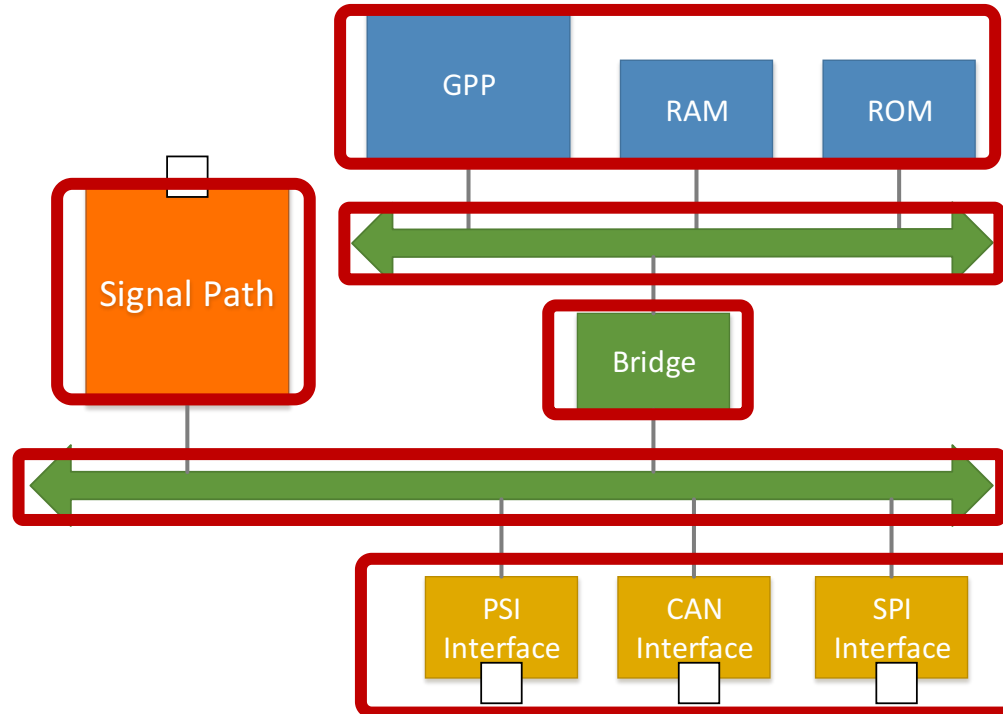 GPP
RAM
ROM
Signal Path
Bridge
PSI
Interface
CAN
Interface
SPI
Interface